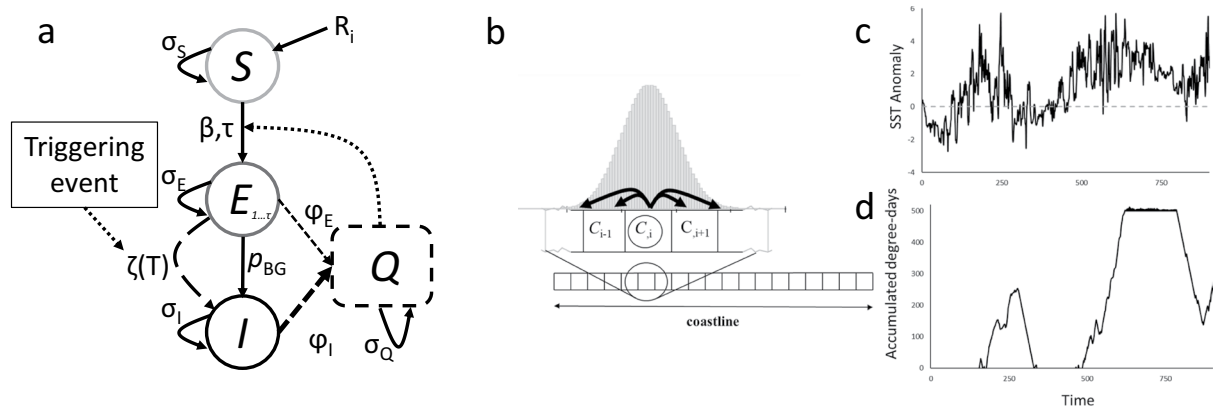 a
σS
S
Ri
β,τ
Triggering
event
σE
E1...τ
φE
ζ(T)
pBG
Q
σI
I
φI
σQ
b
Ci-1
C,i
C,i+1
coastline
c
SST Anomaly
6
4
2
0
-2
-4
0
250
500
750
d
Accumulated degree-days
500
400
300
200
100
0
0
250
500
750
Time